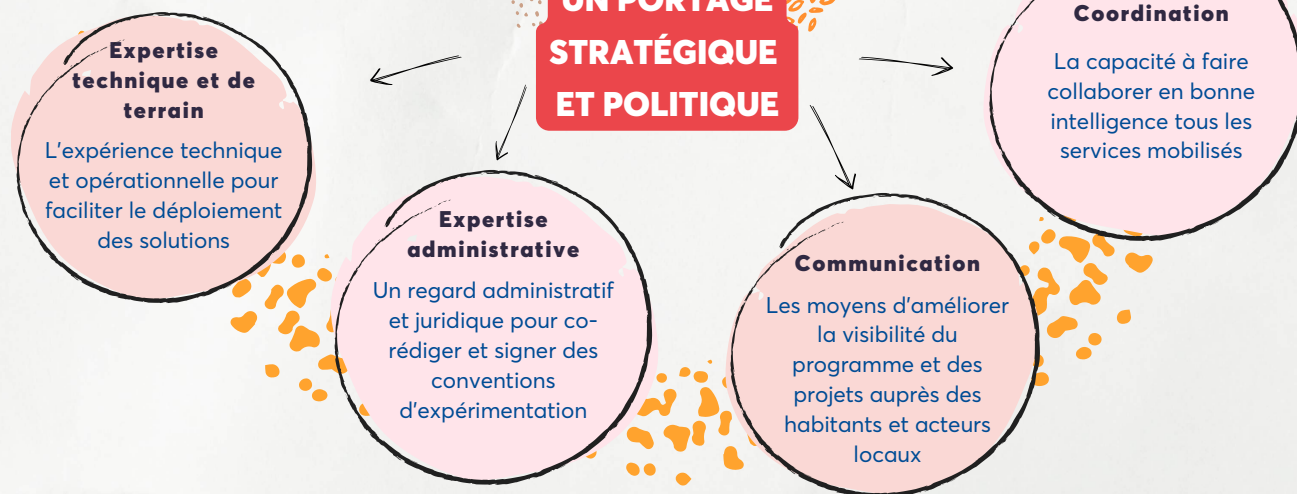 UN PORTAGE
STRATÉGIQUE
ET POLITIQUE
Expertise
technique et de
terrain
L'expérience technique
et opérationnelle pour
faciliter le déploiement
des solutions
Expertise
administrative
Un regard administratif
et juridique pour co-
rédiger et signer des
conventions
d'expérimentation
Communication
Les moyens d'améliorer
la visibilité du
programme et des
projets auprès des
habitants et acteurs
locaux
Coordination
La capacité à faire
collaborer en bonne
intelligence tous les
services mobilisés